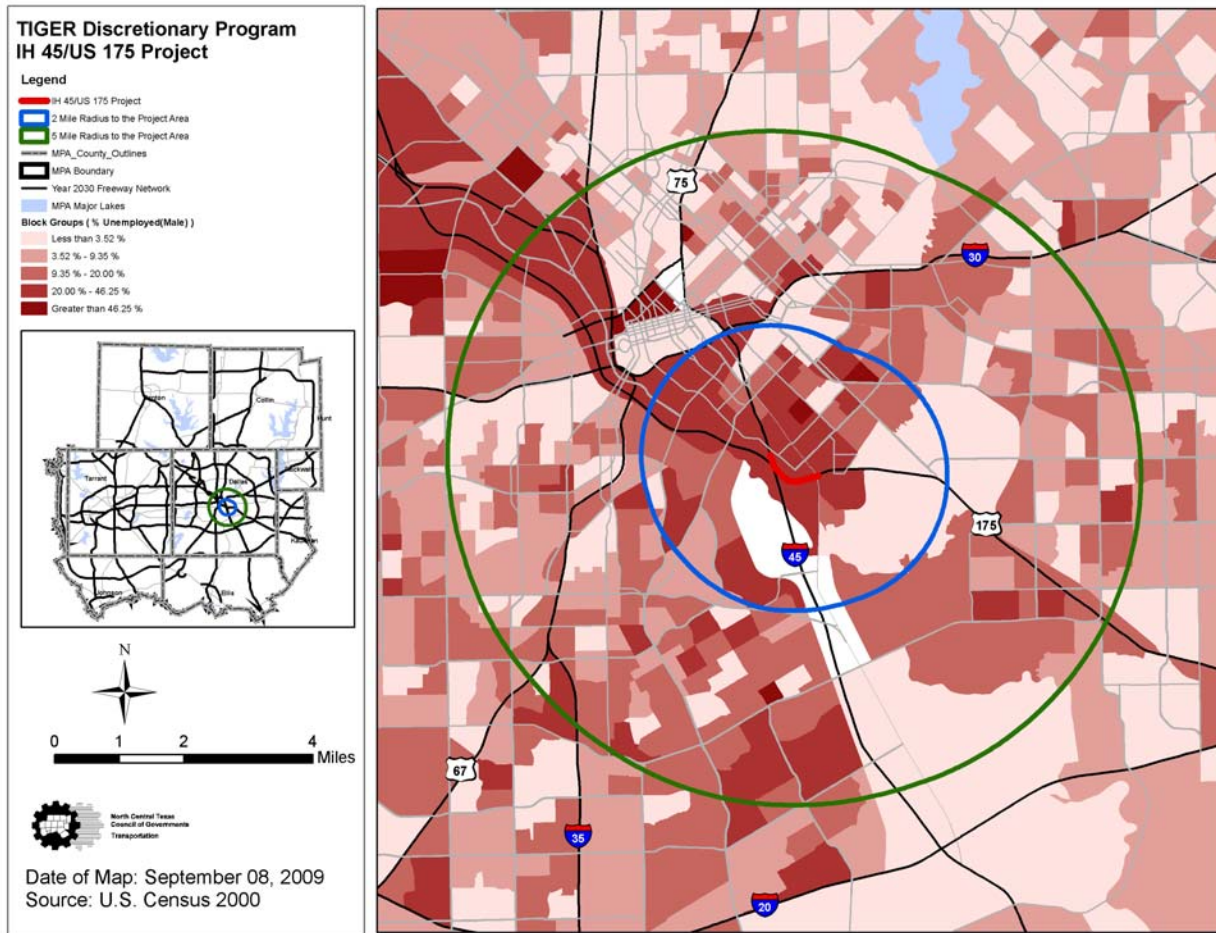 TIGER Discretionary Program
IH 45/US 175 Project
Legend
IH 45/US 175 Project
2 Mile Radius to the Project Area
5 Mile Radius to the Project Area
MPA_County_Outlines
MPA Boundary
Year 2030 Freeway Network
MPA Major Lakes
Block Groups ( % Unemployed(Male) )
Less than 3.52 %
3.52 % - 9.35 %
9.35 % - 20.00 %
20.00 % - 46.25 %
Greater than 46.25 %
Collin
Hunt
Tarrant
Dallas
Johnson
Ellis
N
0 1 2 4
Miles
North Central Texas
Council of Governments
Transportation
Date of Map: September 08, 2009
Source: U.S. Census 2000
75
30
175
45
67
35
20